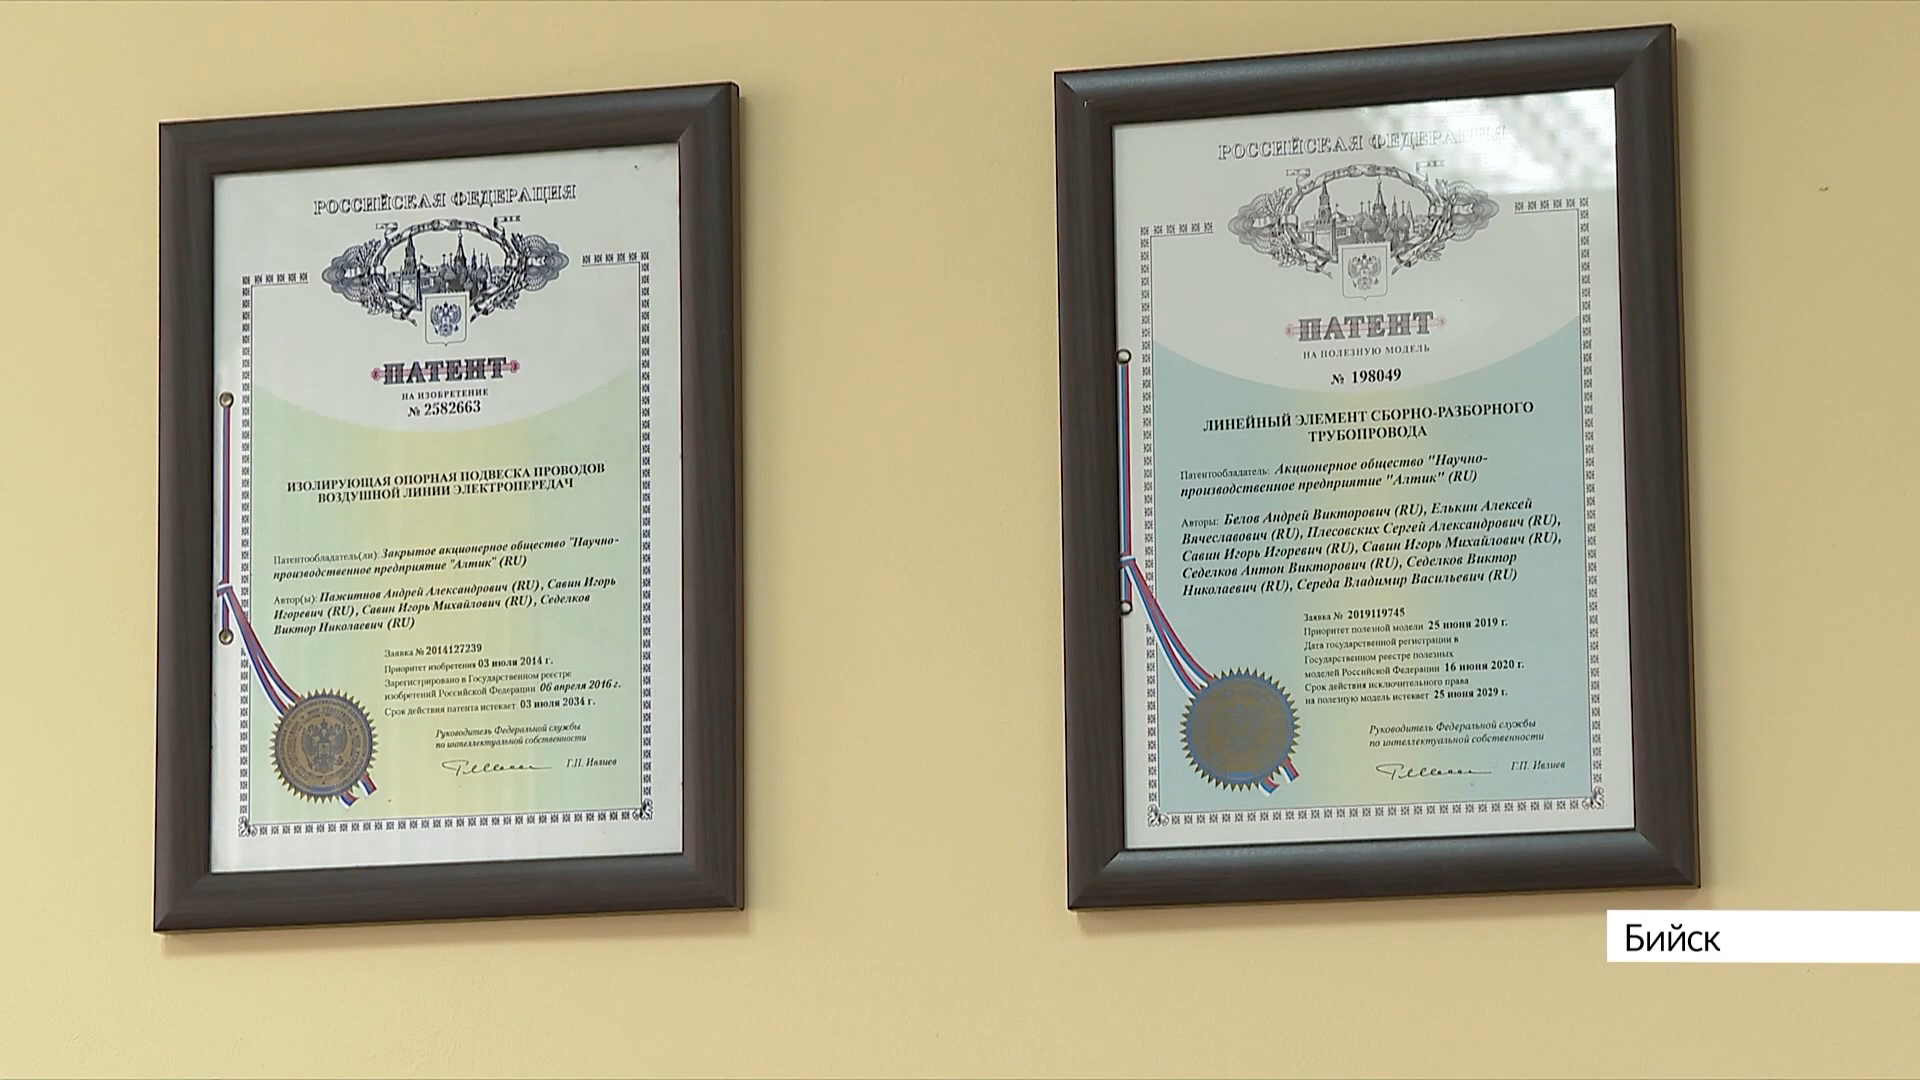 РОССИЙСКАЯ ФЕДЕРАЦИЯ
ПАТЕНТ
НА ИЗОБРЕТЕНИЕ
№ 2582663
ИЗОЛИРУЮЩАЯ ОПОРНАЯ ПОДВЕСКА ПРОВОДОВ
ВОЗДУШНОЙ ЛИНИИ ЭЛЕКТРОПЕРЕДАЧ
Патентообладатель(ли): Закрытое акционерное общество "Научно-
производственное предприятие "Алтик" (RU)
Автор(ы): Пажитнов Андрей Александрович (RU), Савин Игорь
Игоревич (RU), Савин Игорь Михайлович (RU), Седелков
Виктор Николаевич (RU)
Заявка № 2014127239
Приоритет изобретения 03 июля 2014 г.
Зарегистрировано в Государственном реестре
изобретений Российской Федерации 06 апреля 2016 г.
Срок действия патента истекает 03 июля 2034 г.
Руководитель Федеральной службы
по интеллектуальной собственности
Г.П. Ивлиев
РОССИЙСКАЯ ФЕДЕРАЦИЯ
ПАТЕНТ
НА ПОЛЕЗНУЮ МОДЕЛЬ
№ 198049
ЛИНЕЙНЫЙ ЭЛЕМЕНТ СБОРНО-РАЗБОРНОГО
ТРУБОПРОВОДА
Патентообладатель: Акционерное общество "Научно-
производственное предприятие "Алтик" (RU)
Авторы: Белов Андрей Викторович (RU), Елькин Алексей
Вячеславович (RU), Плесовских Сергей Александрович (RU),
Савин Игорь Игоревич (RU), Савин Игорь Михайлович (RU),
Седелков Антон Викторович (RU), Седелков Виктор
Николаевич (RU), Середа Владимир Васильевич (RU)
Заявка № 2019119745
Приоритет полезной модели 25 июня 2019 г.
Дата государственной регистрации в
Государственном реестре полезных
моделей Российской Федерации 16 июня 2020 г.
Срок действия исключительного права
на полезную модель истекает 25 июня 2029 г.
Руководитель Федеральной службы
по интеллектуальной собственности
Г.П. Ивлиев
Бийск